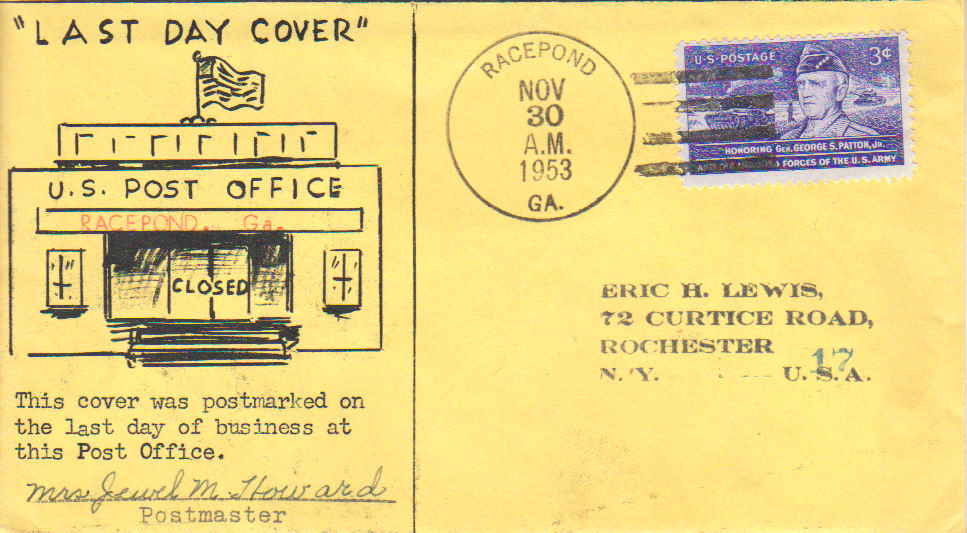 "LAST DAY COVER"
U.S. POST OFFICE
RACEPOND, Ga.
CLOSED
This cover was postmarked on
the last day of business at
this Post Office.
Mrs Jewel M. Howard
Postmaster
RACEPOND
NOV
30
A.M.
1953
GA.
U·S·POSTAGE 3¢
HONORING GEN. GEORGE S. PATTON, JR.
FORCES OF THE U.S. ARMY
ERIC H. LEWIS,
72 CURTICE ROAD,
ROCHESTER 17
N. Y. U. S. A.